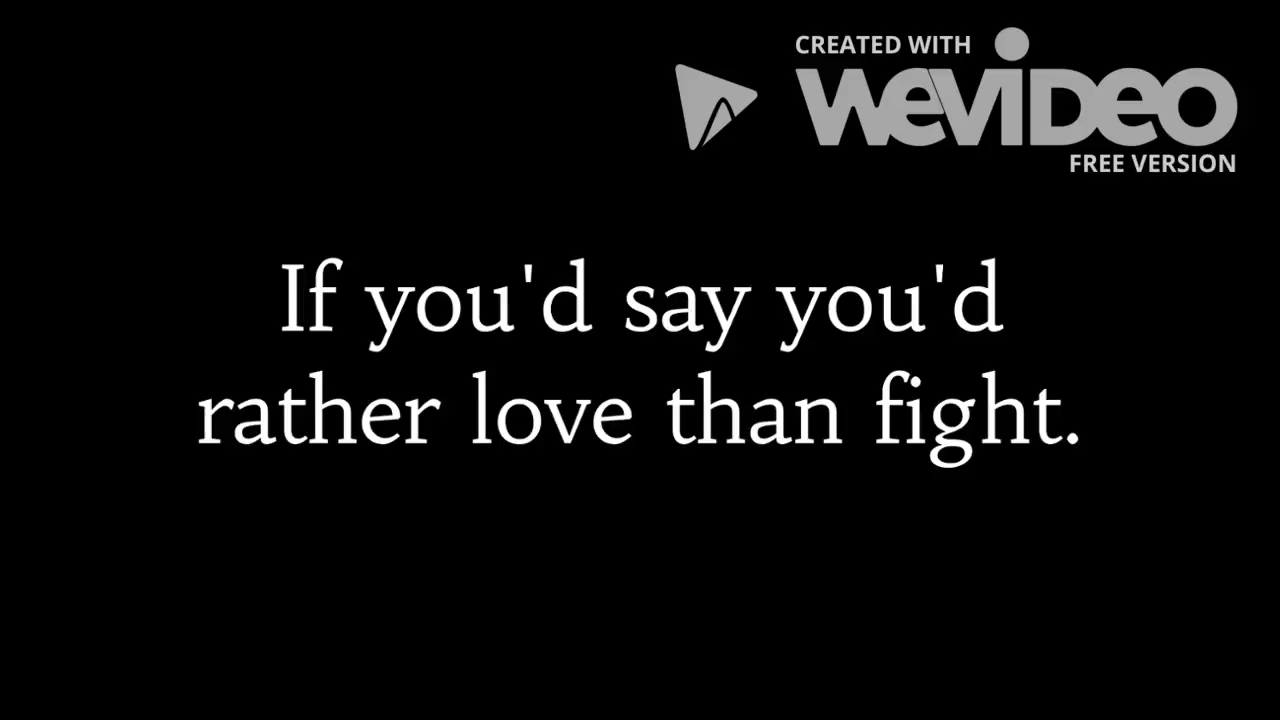 CREATED WITH
WEVIDEO
FREE VERSION
If you'd say you'd
rather love than fight.